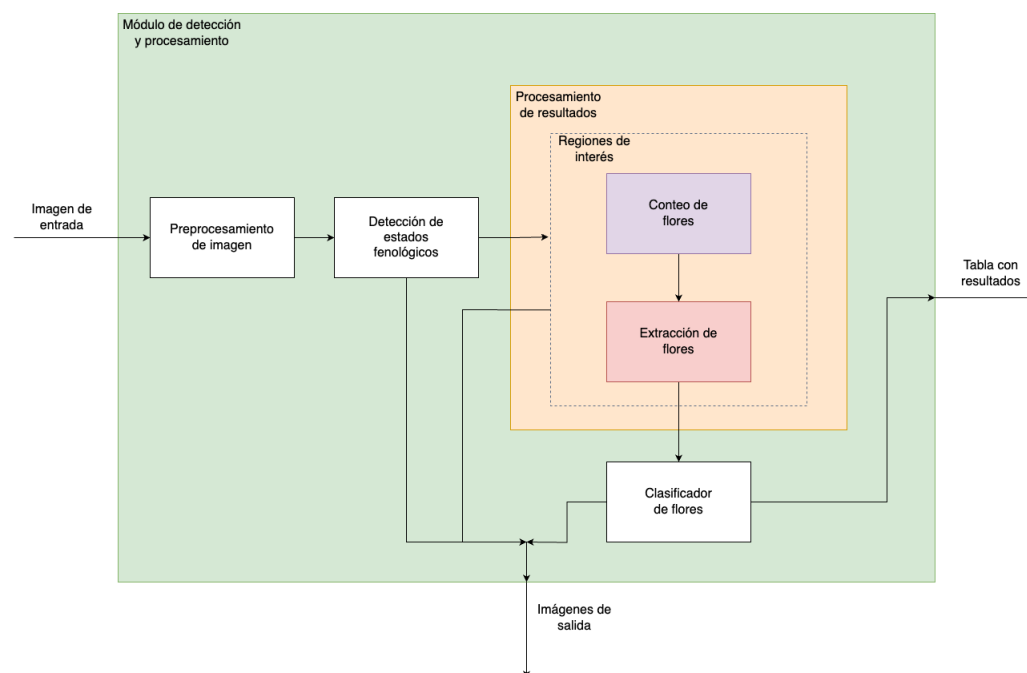 Módulo de detección
y procesamiento
Procesamiento
de resultados
Regiones de
interés
Imagen de
entrada
Preprocesamiento
de imagen
Detección de
estados
fenológicos
Conteo de
flores
Extracción de
flores
Tabla con
resultados
Clasificador
de flores
Imágenes de
salida